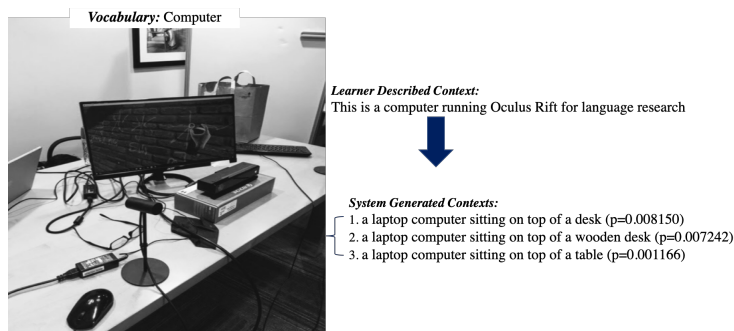 Vocabulary: Computer
Learner Described Context:
This is a computer running Oculus Rift for language research
System Generated Contexts:
1. a laptop computer sitting on top of a desk (p=0.008150)
2. a laptop computer sitting on top of a wooden desk (p=0.007242)
3. a laptop computer sitting on top of a table (p=0.001166)